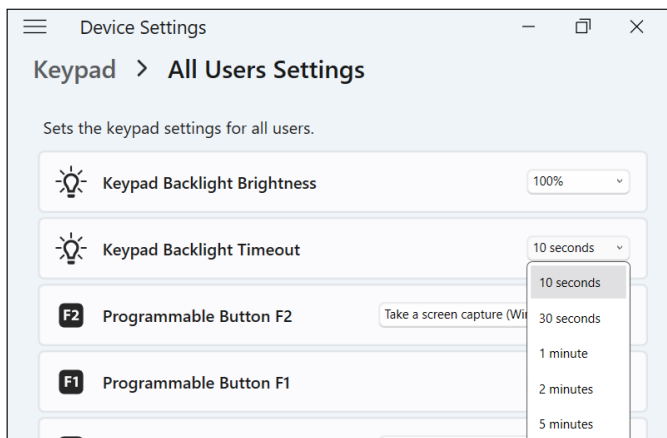 Device Settings
Keypad > All Users Settings
Sets the keypad settings for all users.
Keypad Backlight Brightness
100%
Keypad Backlight Timeout
10 seconds
10 seconds
F2
Programmable Button F2
Take a screen capture
30 seconds
1 minute
F1
Programmable Button F1
2 minutes
5 minutes